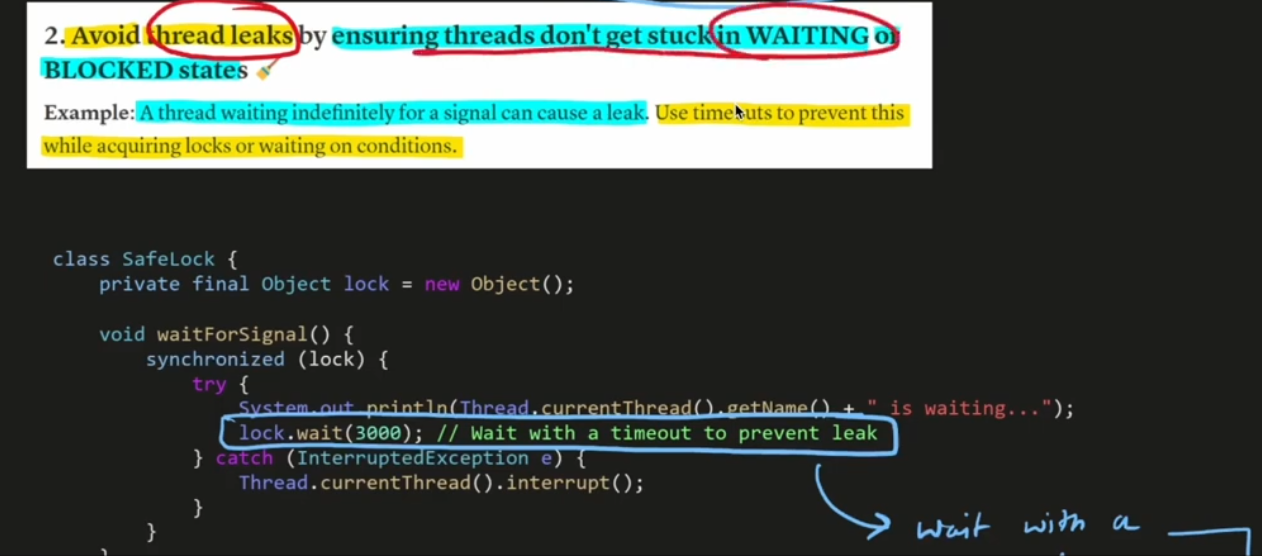 2. Avoid thread leaks by ensuring threads don't get stuck in WAITING or
BLOCKED states
Example: A thread waiting indefinitely for a signal can cause a leak. Use timeouts to prevent this
while acquiring locks or waiting on conditions.
class SafeLock {
private final Object lock = new Object();
void waitForSignal() {
synchronized (lock) {
try {
System.out.println(Thread.currentThread().getName() + " is waiting...");
lock.wait(3000); // Wait with a timeout to prevent leak
} catch (InterruptedException e) {
Thread.currentThread().interrupt();
}
}
wait with a